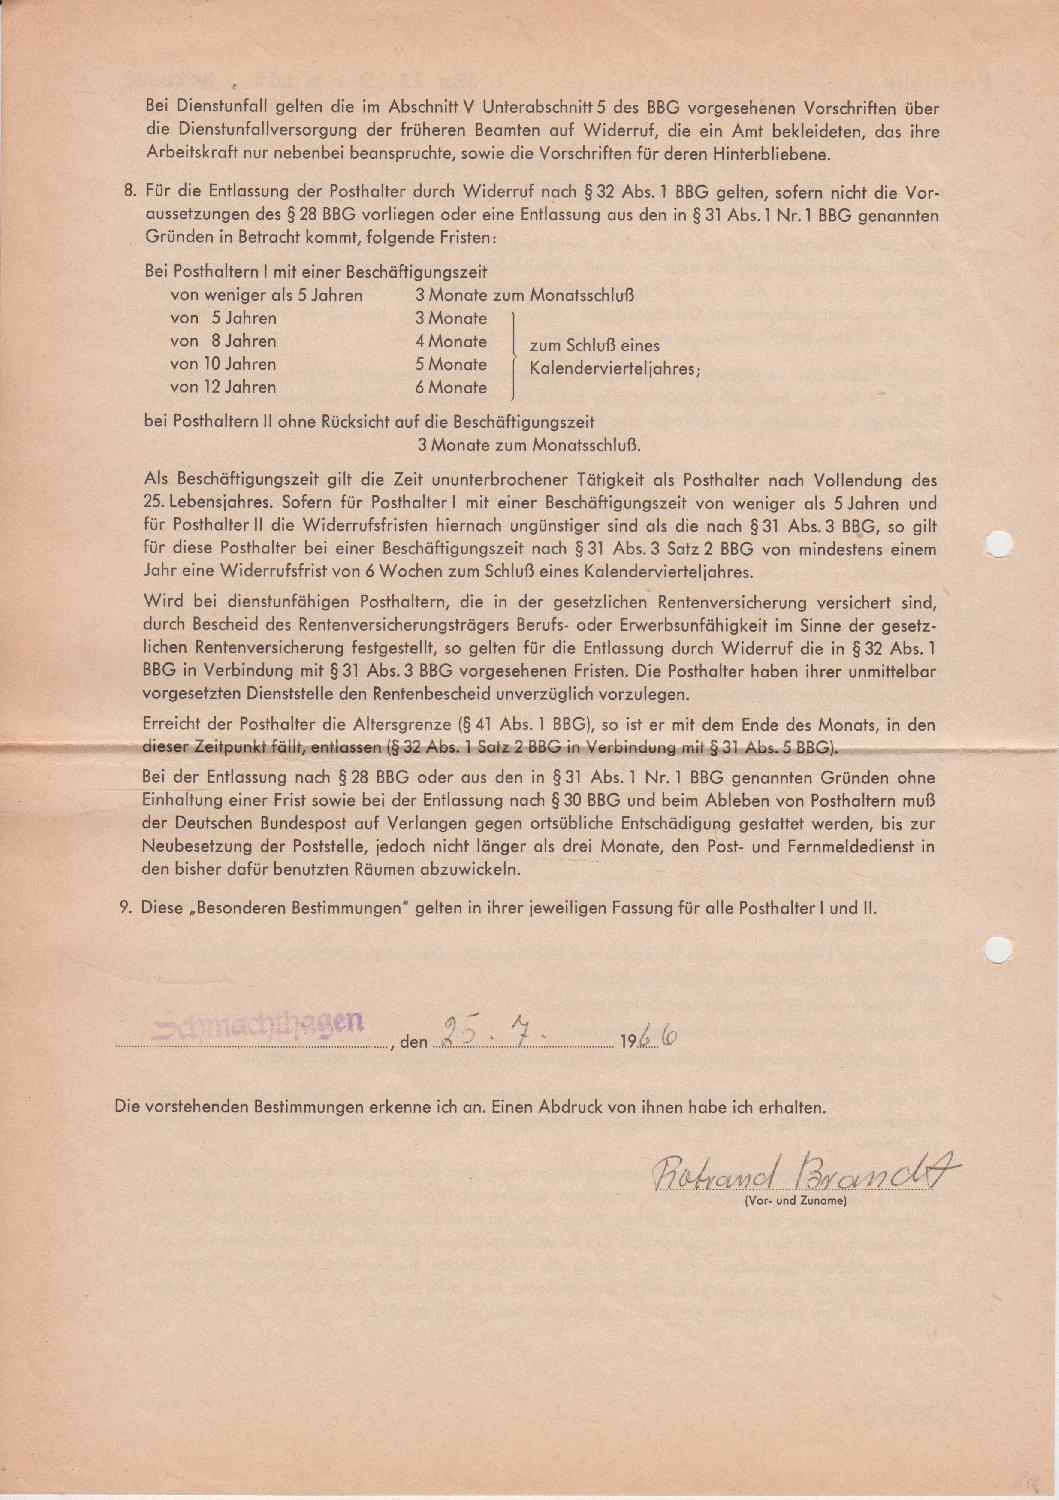 Bei Dienstunfall gelten die im Abschnitt V Unterabschnitt 5 des BBG vorgesehenen Vorschriften über
die Dienstunfallversorgung der früheren Beamten auf Widerruf, die ein Amt bekleideten, das ihre
Arbeitskraft nur nebenbei beanspruchte, sowie die Vorschriften für deren Hinterbliebene.
8. Für die Entlassung der Posthalter durch Widerruf nach § 32 Abs. 1 BBG gelten, sofern nicht die Vor-
aussetzungen des § 28 BBG vorliegen oder eine Entlassung aus den in § 31 Abs. 1 Nr. 1 BBG genannten
Gründen in Betracht kommt, folgende Fristen:
Bei Posthaltern I mit einer Beschäftigungszeit
von weniger als 5 Jahren 3 Monate zum Monatsschluß
von 5 Jahren 3 Monate
von 8 Jahren 4 Monate
von 10 Jahren 5 Monate
von 12 Jahren 6 Monate
zum Schluß eines
Kalendervierteljahres;
bei Posthaltern II ohne Rücksicht auf die Beschäftigungszeit
3 Monate zum Monatsschluß.
Als Beschäftigungszeit gilt die Zeit ununterbrochener Tätigkeit als Posthalter nach Vollendung des
25. Lebensjahres. Sofern für Posthalter I mit einer Beschäftigungszeit von weniger als 5 Jahren und
für Posthalter II die Widerrufsfristen hiernach ungünstiger sind als die nach § 31 Abs. 3 BBG, so gilt
für diese Posthalter bei einer Beschäftigungszeit nach § 31 Abs. 3 Satz 2 BBG von mindestens einem
Jahr eine Widerrufsfrist von 6 Wochen zum Schluß eines Kalendervierteljahres.
Wird bei dienstunfähigen Posthaltern, die in der gesetzlichen Rentenversicherung versichert sind,
durch Bescheid des Rentenversicherungsträgers Berufs- oder Erwerbsunfähigkeit im Sinne der gesetz-
lichen Rentenversicherung festgestellt, so gelten für die Entlassung durch Widerruf die in § 32 Abs. 1
BBG in Verbindung mit § 31 Abs. 3 BBG vorgesehenen Fristen. Die Posthalter haben ihrer unmittelbar
vorgesetzten Dienststelle den Rentenbescheid unverzüglich vorzulegen.
Erreicht der Posthalter die Altersgrenze (§ 41 Abs. 1 BBG), so ist er mit dem Ende des Monats, in den
dieser Zeitpunkt fällt, entlassen (§ 32 Abs. 1 Satz 2 BBG in Verbindung mit § 31 Abs. 5 BBG).
Bei der Entlassung nach § 28 BBG oder aus den in § 31 Abs. 1 Nr. 1 BBG genannten Gründen ohne
Einhaltung einer Frist sowie bei der Entlassung nach § 30 BBG und beim Ableben von Posthaltern muß
der Deutschen Bundespost auf Verlangen gegen ortsübliche Entschädigung gestattet werden, bis zur
Neubesetzung der Poststelle, jedoch nicht länger als drei Monate, den Post- und Fernmeldedienst in
den bisher dafür benutzten Räumen abzuwickeln.
9. Diese „Besonderen Bestimmungen" gelten in ihrer jeweiligen Fassung für alle Posthalter I und II.
Schmachthagen, den 25. 7. 1966
Die vorstehenden Bestimmungen erkenne ich an. Einen Abdruck von ihnen habe ich erhalten.
Rotrand Brandt
(Vor- und Zuname)